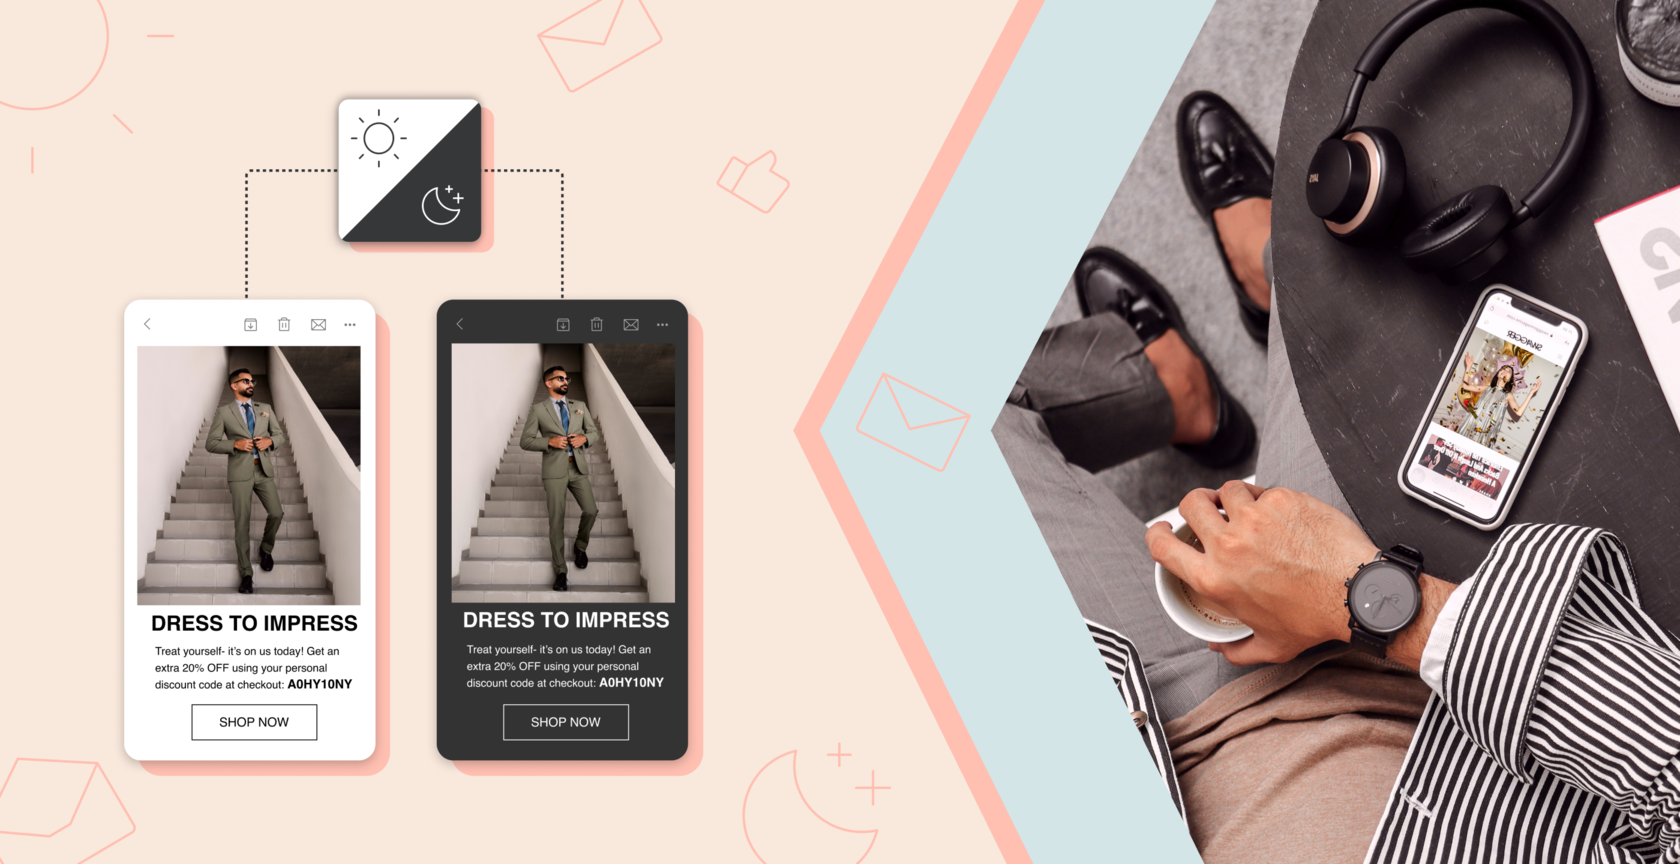 DRESS TO IMPRESS
Treat yourself- it's on us today! Get an
extra 20% OFF using your personal
discount code at checkout: A0HY10NY
SHOP NOW
DRESS TO IMPRESS
Treat yourself- it's on us today! Get an
extra 20% OFF using your personal
discount code at checkout: A0HY10NY
SHOP NOW
JAYS